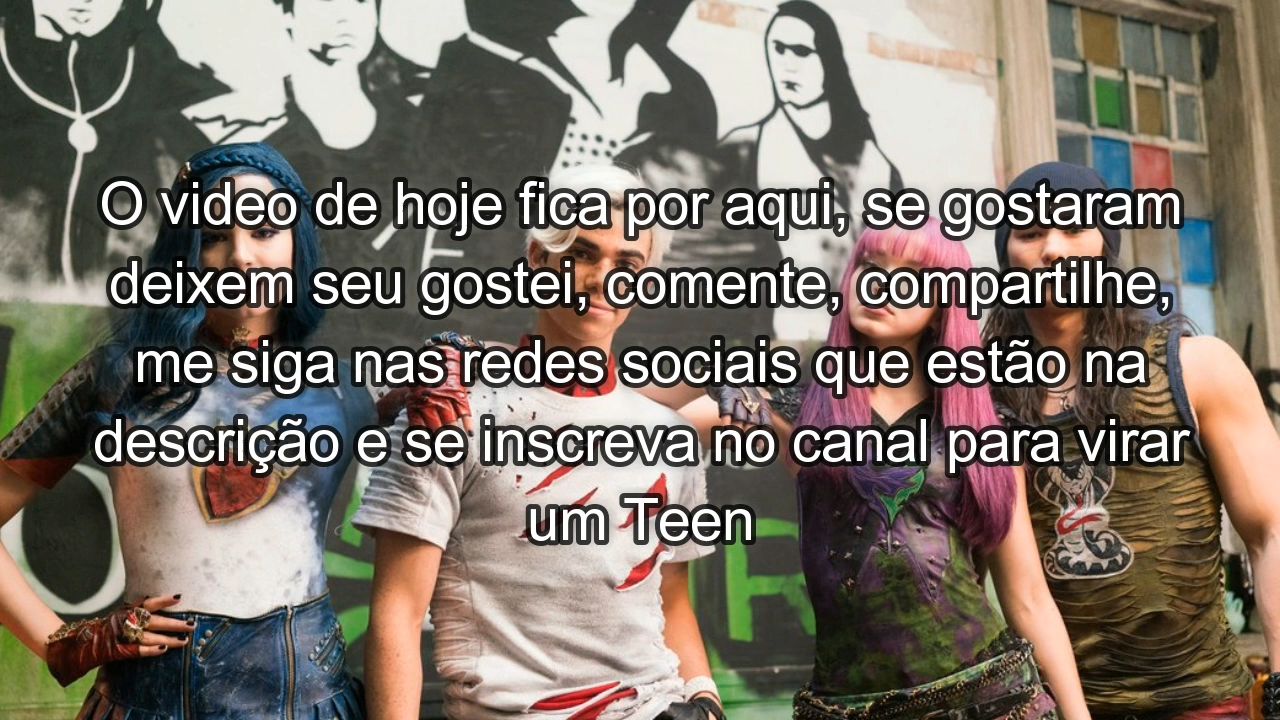 O video de hoje fica por aqui, se gostaram
deixem seu gostei, comente, compartilhe,
me siga nas redes sociais que estão na
descrição e se inscreva no canal para virar
um Teen